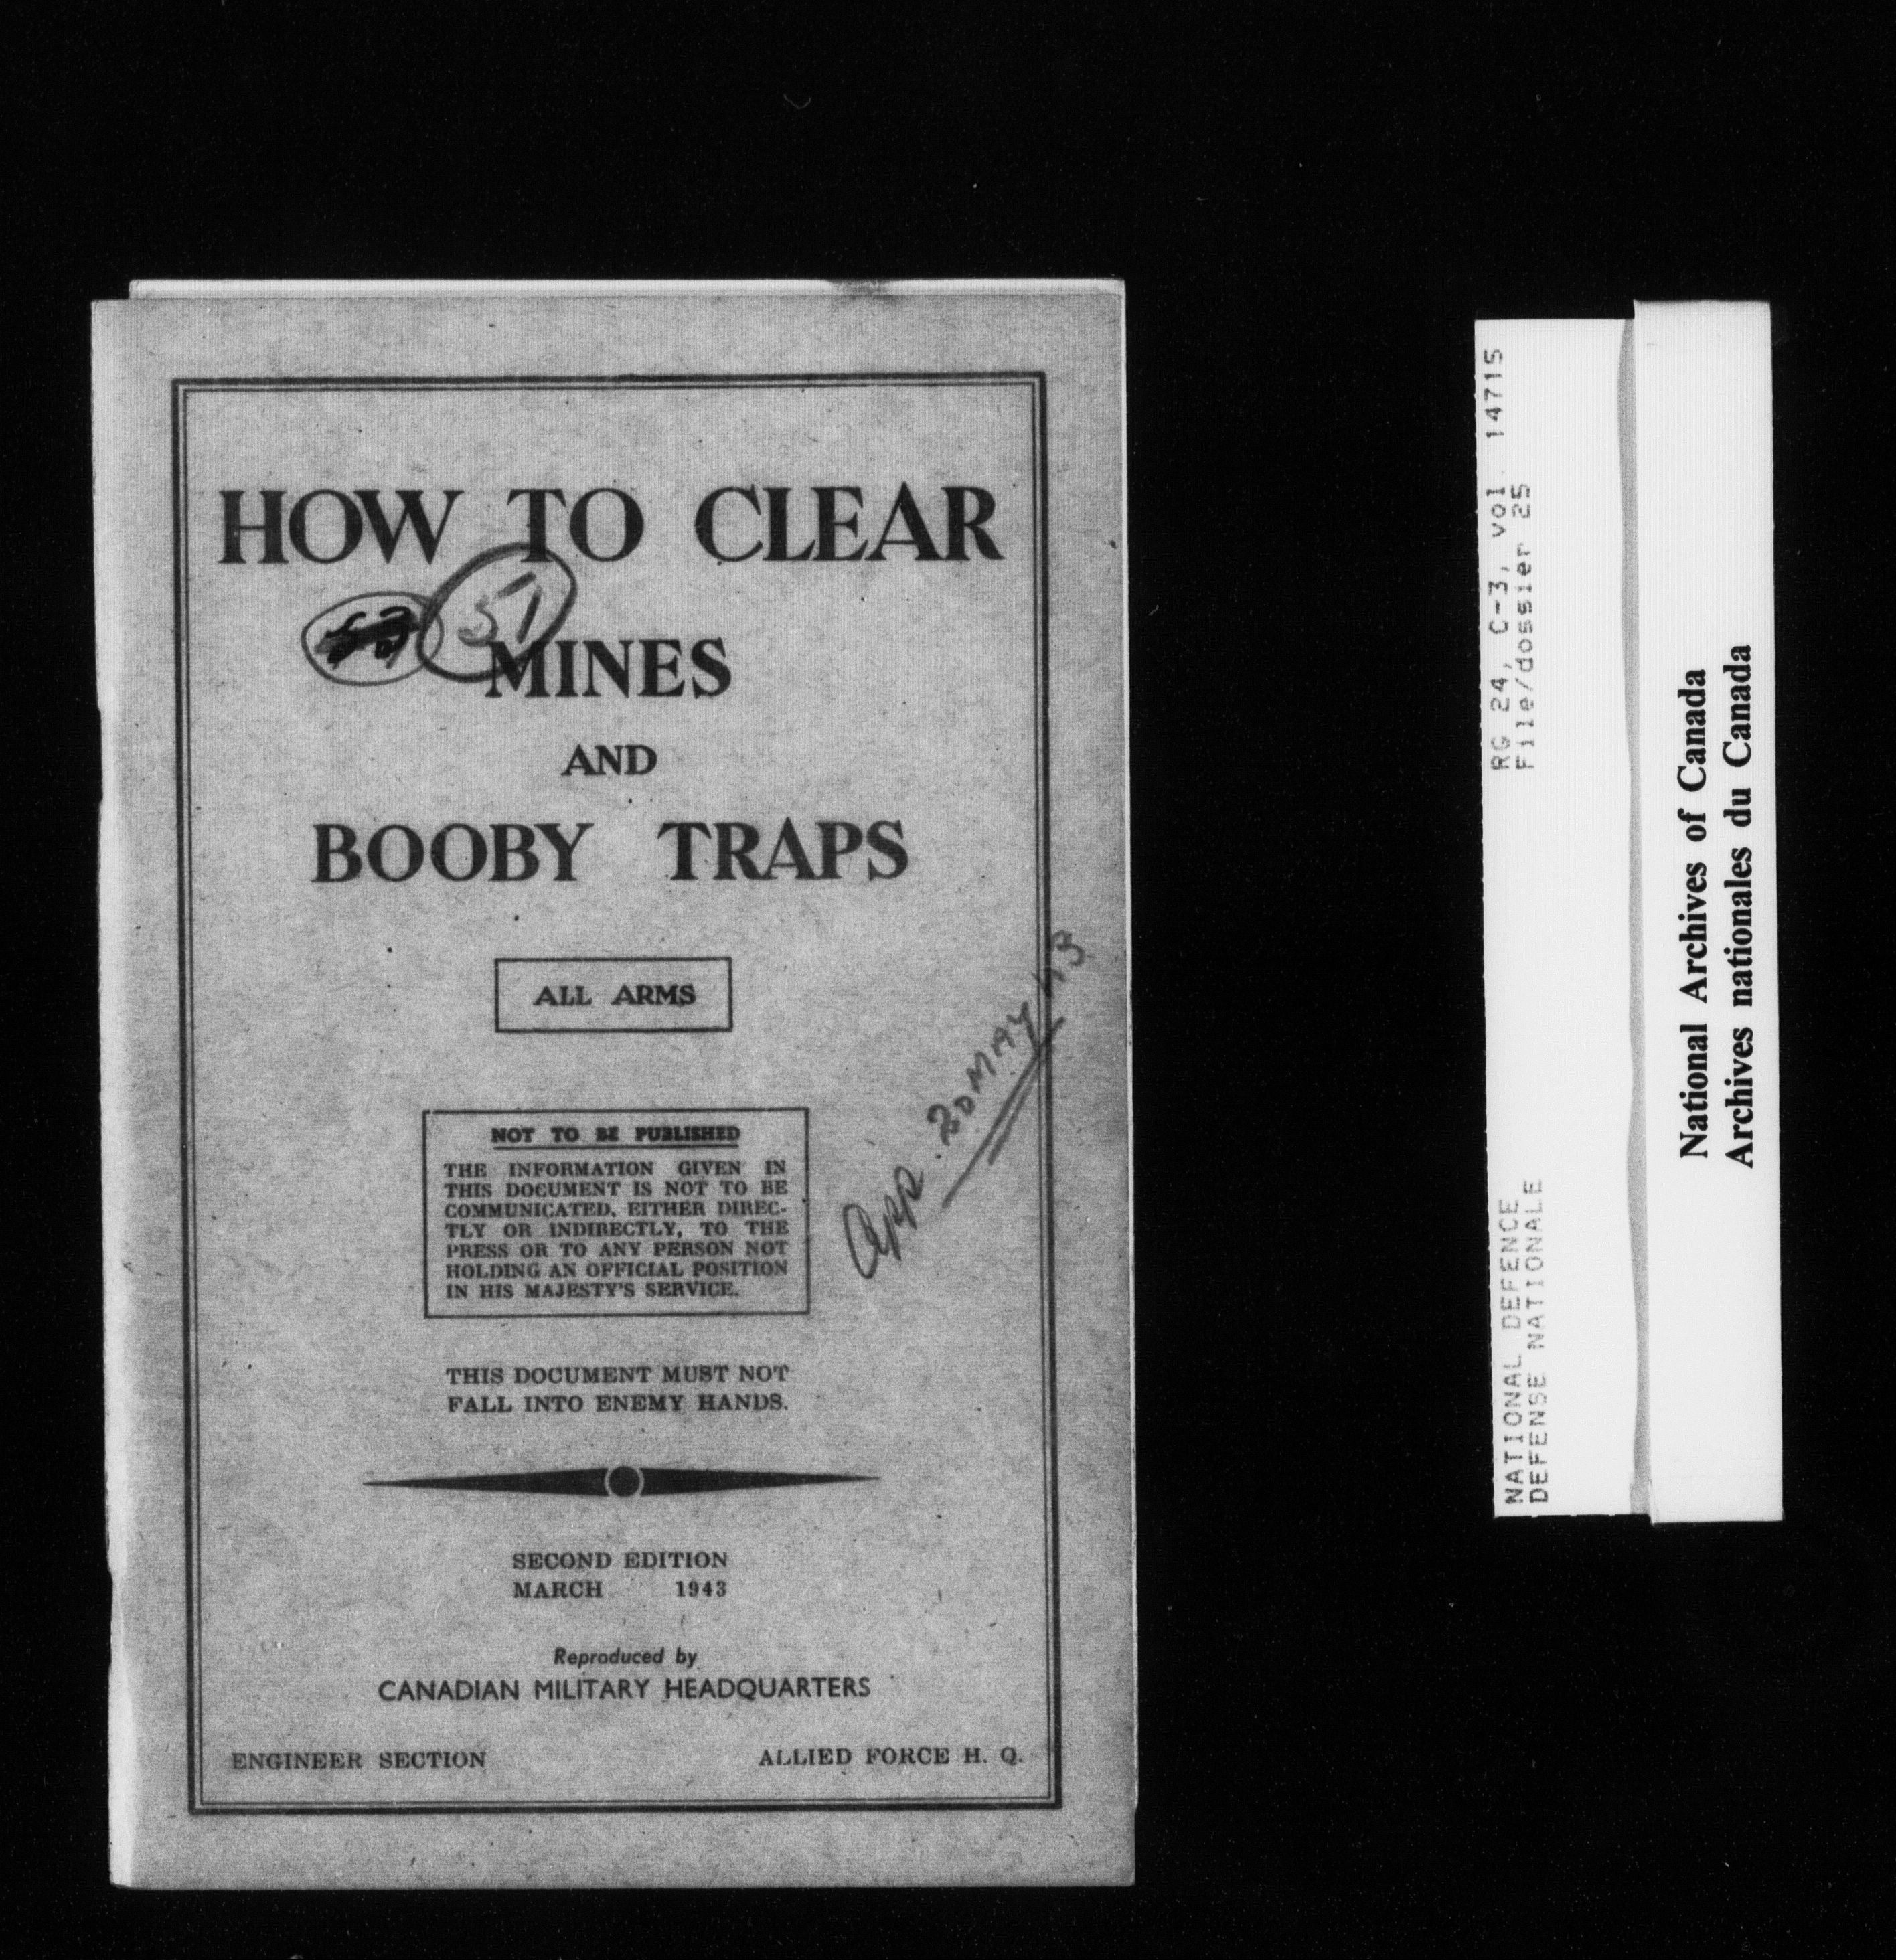 HOW TO CLEAR
51
MINES
AND
BOOBY TRAPS
ALL ARMS
App. 20 MAY 43
NOT TO BE PUBLISHED
THE INFORMATION GIVEN IN
THIS DOCUMENT IS NOT TO BE
COMMUNICATED, EITHER DIREC-
TLY OR INDIRECTLY, TO THE
PRESS OR TO ANY PERSON NOT
HOLDING AN OFFICIAL POSITION
IN HIS MAJESTY'S SERVICE.
THIS DOCUMENT MUST NOT
FALL INTO ENEMY HANDS.
SECOND EDITION
MARCH 1943
Reproduced by
CANADIAN MILITARY HEADQUARTERS
ENGINEER SECTION
ALLIED FORCE H. Q.
NATIONAL DEFENCE RG 24, C-3, vol. 14715
DEFENSE NATIONALE File/dossier 25
National Archives of Canada
Archives nationales du Canada